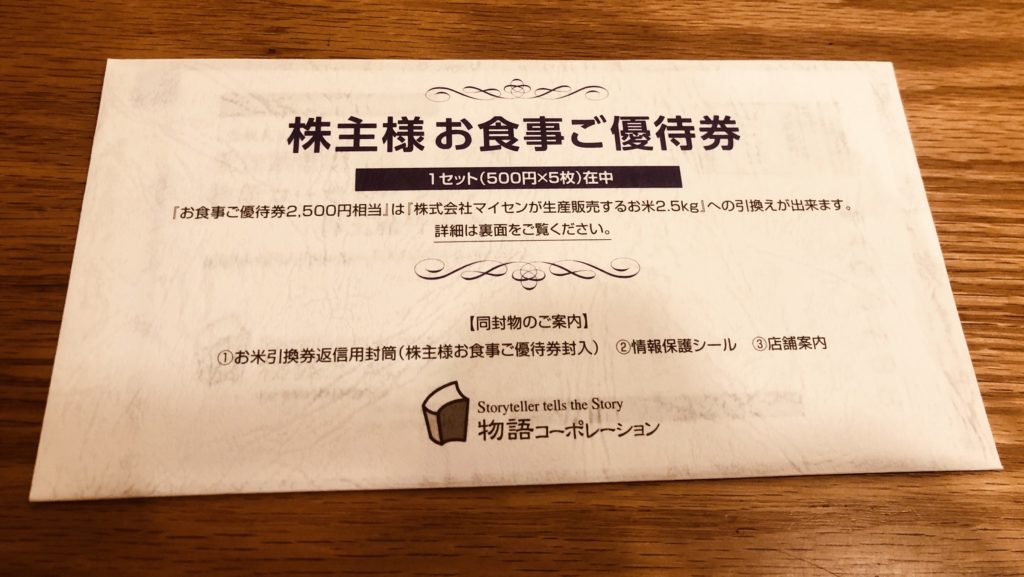 株主様お食事ご優待券
1セット(500円×5枚)在中
『お食事ご優待券2,500円相当』は『株式会社マイセンが生産販売するお米2.5kg』への引換えが出来ます。
詳細は裏面をご覧ください。
【同封物のご案内】
①お米引換券返信用封筒(株主様お食事ご優待券封入) ②情報保護シール ③店舗案内
Storyteller tells the Story
物語コーポレーション